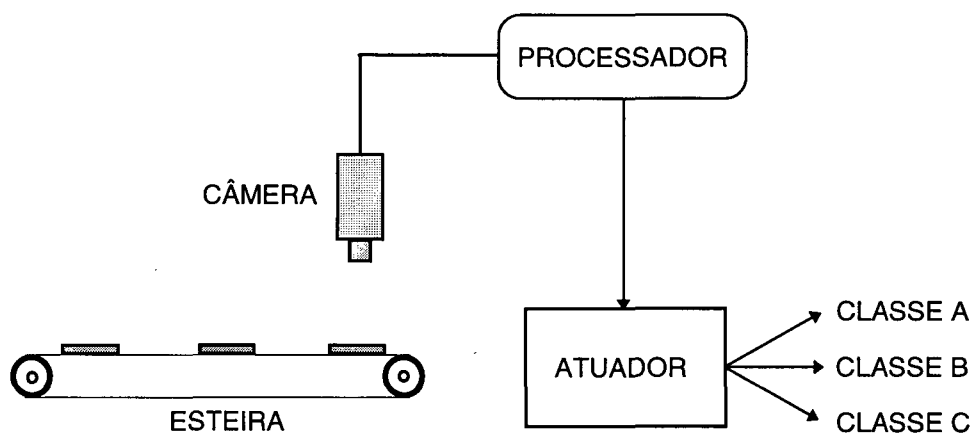 PROCESSADOR
CÂMERA
CLASSE A
ATUADOR
CLASSE B
CLASSE C
ESTEIRA